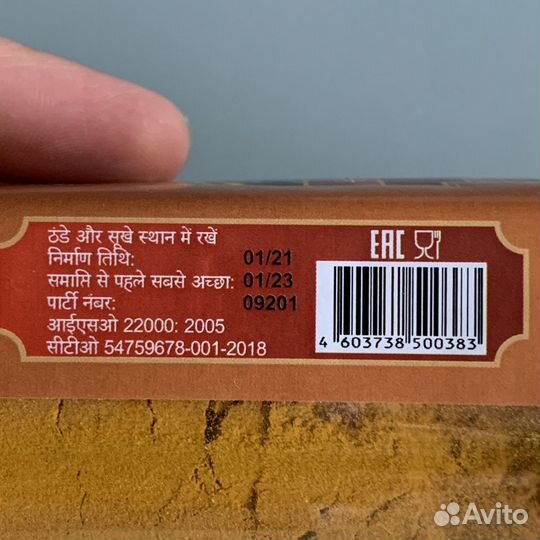 ठंडे और सूखे स्थान में रखें
निर्माण तिथि: 01/21
समाप्ति से पहले सबसे अच्छा: 01/23
पार्टी नंबर: 09201
आईएसओ 22000: 2005
सीटीओ 54759678-001-2018
EAC
4 603738 500383
Avito